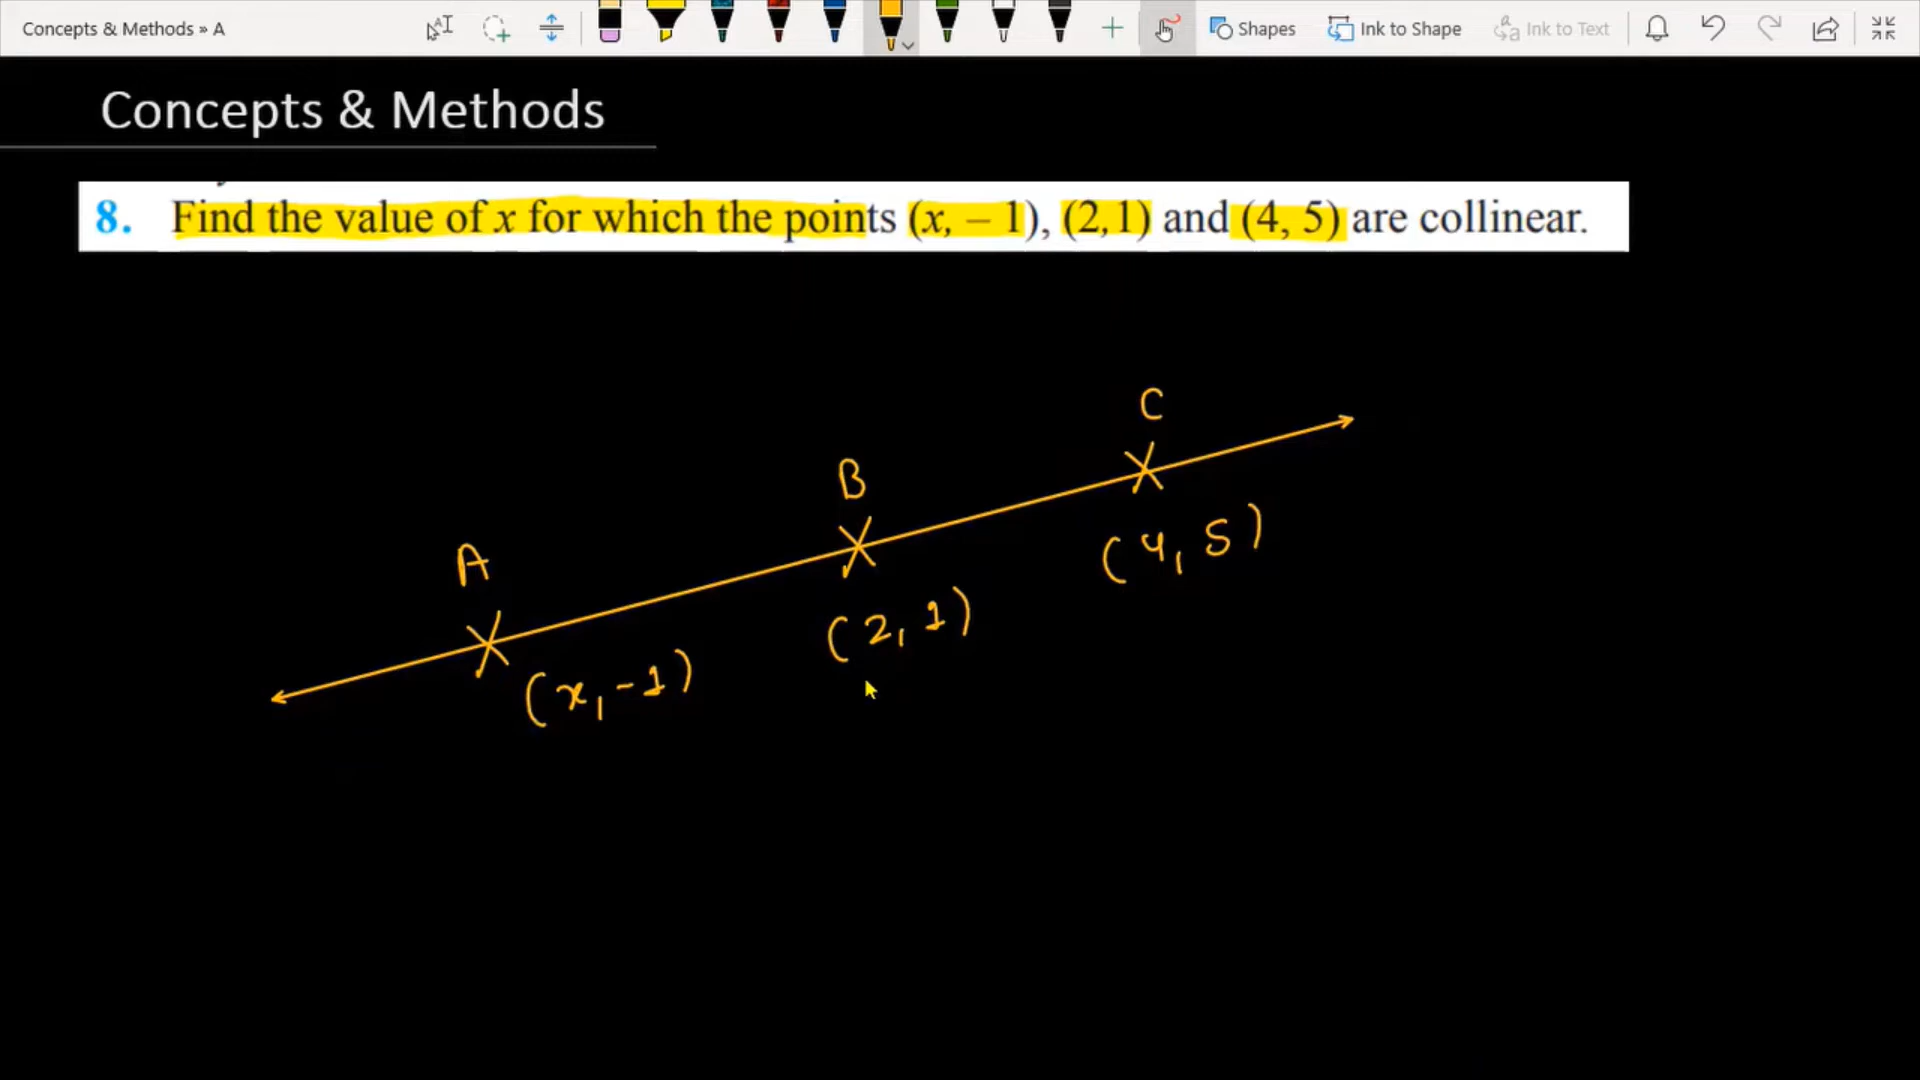 Concepts & Methods » A
Shapes
Ink to Shape
Ink to Text
Concepts & Methods
8. Find the value of x for which the points (x, – 1), (2,1) and (4, 5) are collinear.
C
B
A
(4, 5)
(2, 1)
(x, -1)